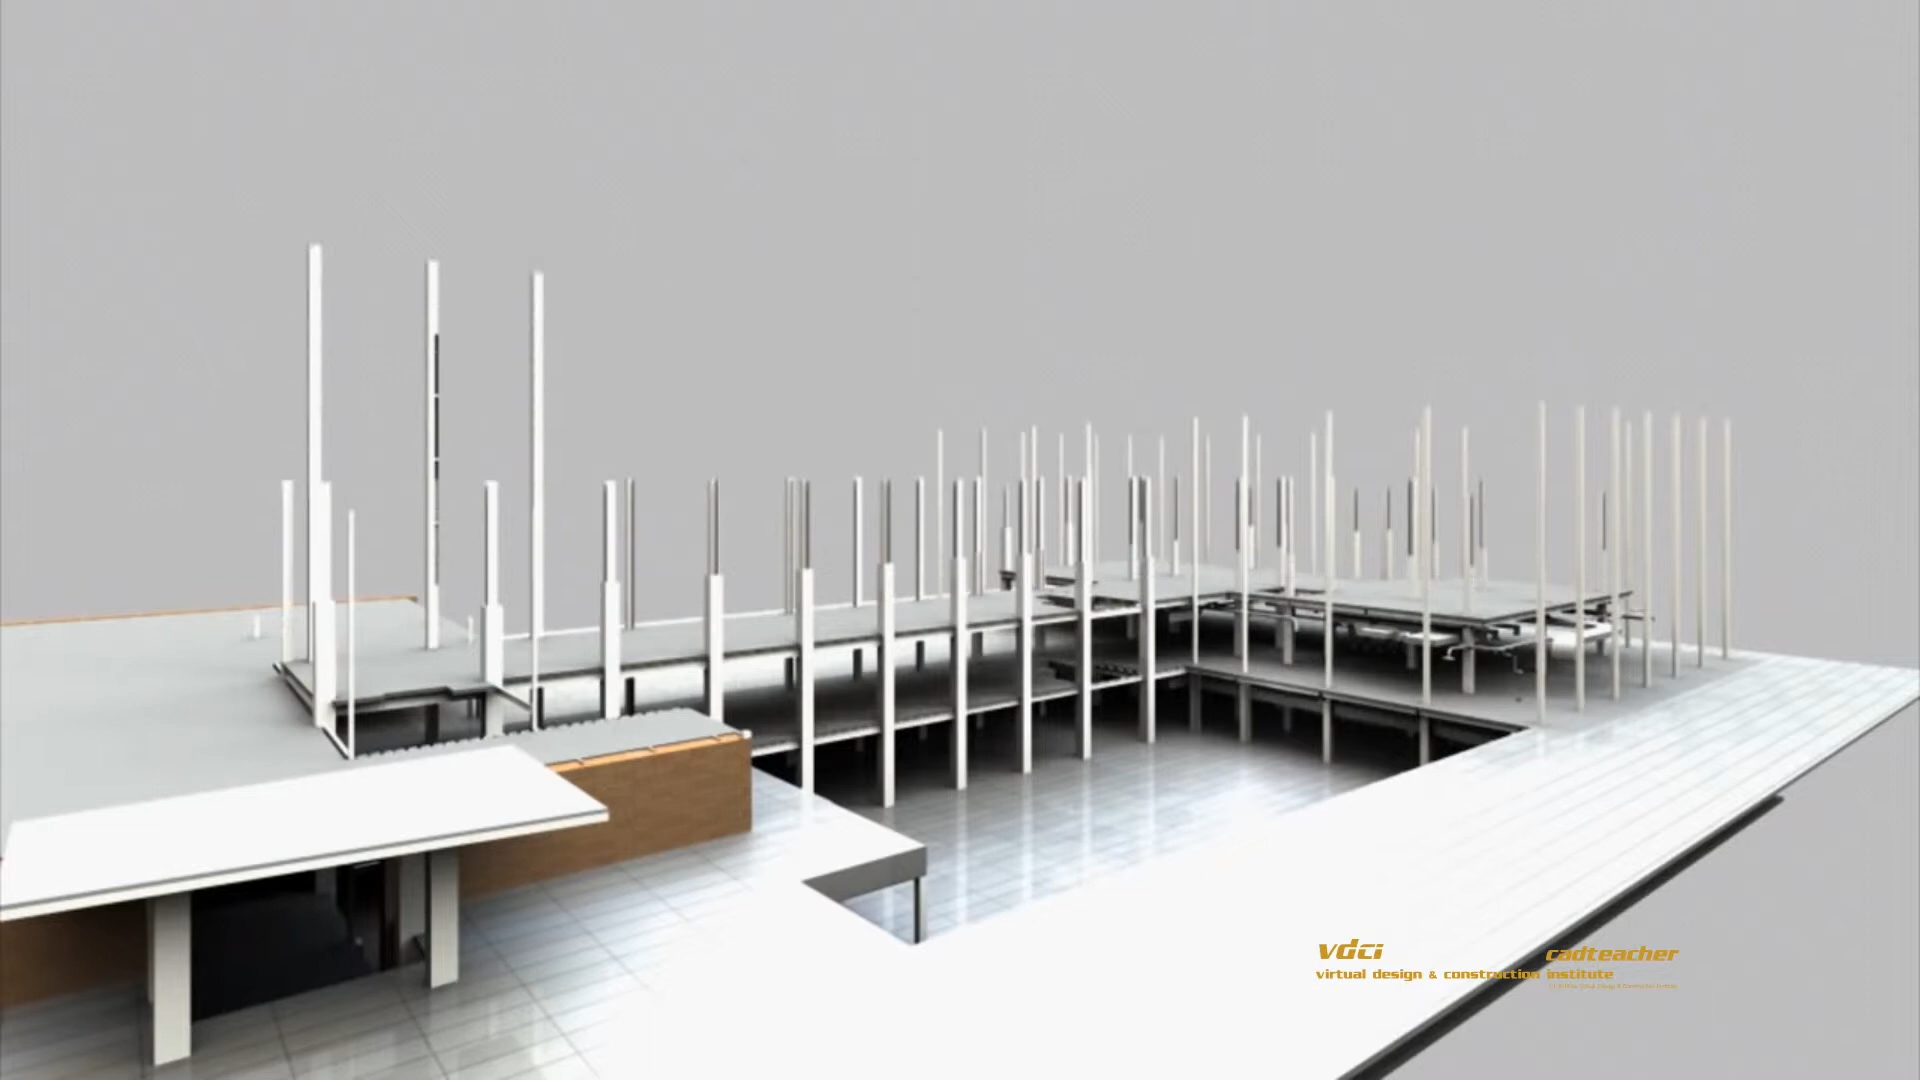 vdci
cadteacher
virtual design & construction institute